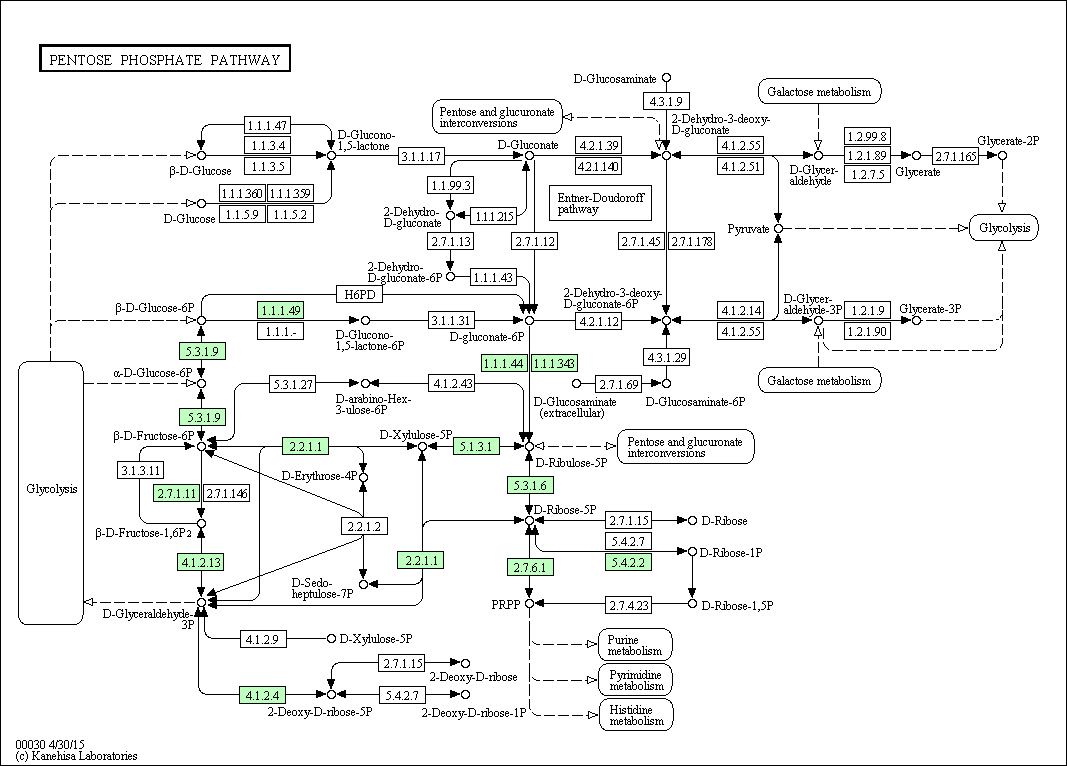 PENTOSE PHOSPHATE PATHWAY
D-Glucosaminate
4.3.1.9
Galactose metabolism
Pentose and glucuronate
interconversions
2-Dehydro-3-deoxy-
D-gluconate
1.1.1.47
D-Glucono-
1,5-lactone
1.1.3.4
1.1.3.5
β-D-Glucose
3.1.1.17
D-Gluconate
4.2.1.39
4.2.1.140
4.1.2.55
4.1.2.51
D-Glycer-
aldehyde
1.2.99.8
1.2.1.89
1.2.7.5
Glycerate
2.7.1.165
Glycerate-2P
1.1.1.360
1.1.1.359
1.1.5.9
1.1.5.2
D-Glucose
1.1.99.3
2-Dehydro-
D-gluconate
1.1.1.215
Entner-Doudoroff
pathway
2.7.1.13
2.7.1.12
2.7.1.45
2.7.1.178
Pyruvate
Glycolysis
2-Dehydro-
D-gluconate-6P
1.1.1.43
β-D-Glucose-6P
H6PD
1.1.1.49
1.1.1.-
D-Glucono-
1,5-lactone-6P
3.1.1.31
D-gluconate-6P
2-Dehydro-3-deoxy-
D-gluconate-6P
4.2.1.12
4.1.2.14
4.1.2.55
D-Glycer-
aldehyde-3P
1.2.1.9
1.2.1.90
Glycerate-3P
5.3.1.9
1.1.1.44
1.1.1.343
4.3.1.29
Galactose metabolism
α-D-Glucose-6P
5.3.1.27
D-arabino-Hex-
3-ulose-6P
4.1.2.43
2.7.1.69
D-Glucosaminate
(extracellular)
D-Glucosaminate-6P
5.3.1.9
β-D-Fructose-6P
2.2.1.1
D-Xylulose-5P
5.1.3.1
D-Ribulose-5P
Pentose and glucuronate
interconversions
3.1.3.11
D-Erythrose-4P
2.7.1.11
2.7.1.146
5.3.1.6
Glycolysis
β-D-Fructose-1,6P2
2.2.1.2
D-Ribose-5P
2.7.1.15
D-Ribose
5.4.2.7
5.4.2.2
D-Ribose-1P
4.1.2.13
2.2.1.1
2.7.6.1
D-Sedo-
heptulose-7P
D-Glyceraldehyde-
3P
PRPP
2.7.4.23
D-Ribose-1,5P
4.1.2.9
D-Xylulose-5P
Purine
metabolism
2.7.1.15
2-Deoxy-D-ribose
Pyrimidine
metabolism
4.1.2.4
2-Deoxy-D-ribose-5P
5.4.2.7
2-Deoxy-D-ribose-1P
Histidine
metabolism
00030 4/30/15
(c) Kanehisa Laboratories